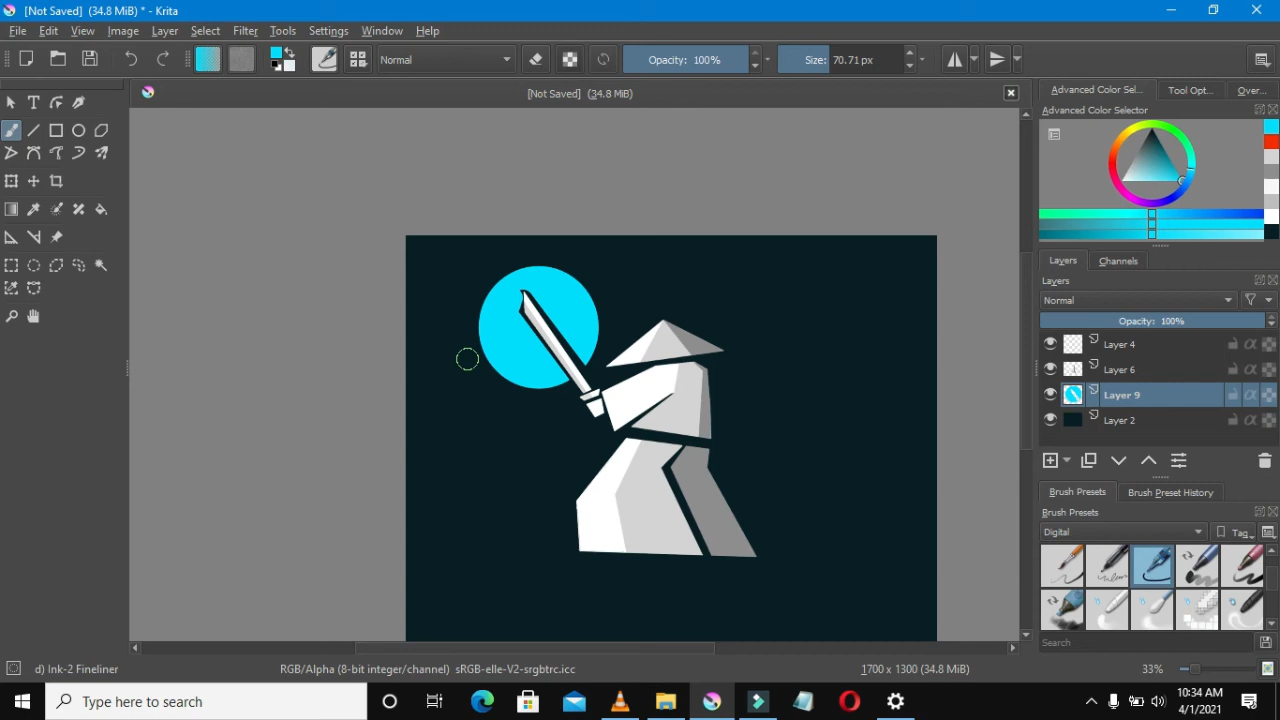 [Not Saved] (34.8 MiB) * - Krita
File Edit View Image Layer Select Filter Tools Settings Window Help
Normal Opacity: 100% Size: 70.71 px
[Not Saved] (34.8 MiB)
Advanced Color Sel... Tool Opt... Over...
Advanced Color Selector
Layers Channels
Layers
Normal
Opacity: 100%
Layer 4
Layer 6
Layer 9
Layer 2
Brush Presets Brush Preset History
Brush Presets
Digital Tag
Search
d) Ink-2 Fineliner RGB/Alpha (8-bit integer/channel) sRGB-elle-V2-srgbtrc.icc 1700 x 1300 (34.8 MiB) 33%
Type here to search 10:34 AM
4/1/2021